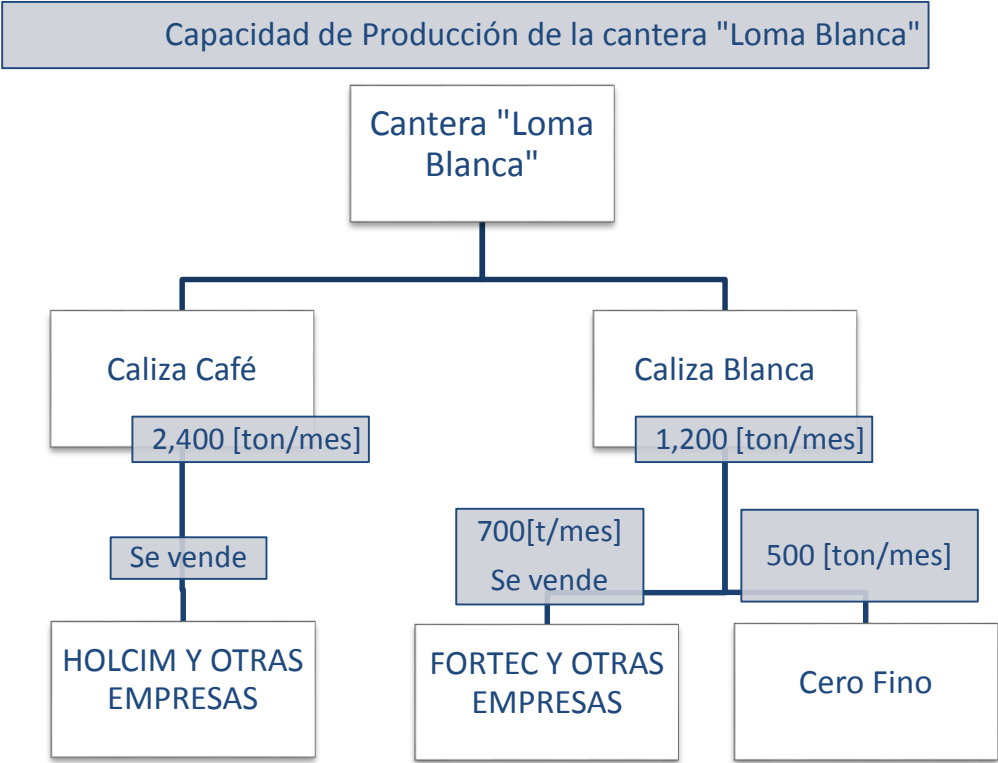 Capacidad de Producción de la cantera "Loma Blanca"
Cantera "Loma
Blanca"
Caliza Café
2,400 [ton/mes]
Caliza Blanca
1,200 [ton/mes]
Se vende
700[t/mes]
Se vende
500 [ton/mes]
HOLCIM Y OTRAS
EMPRESAS
FORTEC Y OTRAS
EMPRESAS
Cero Fino